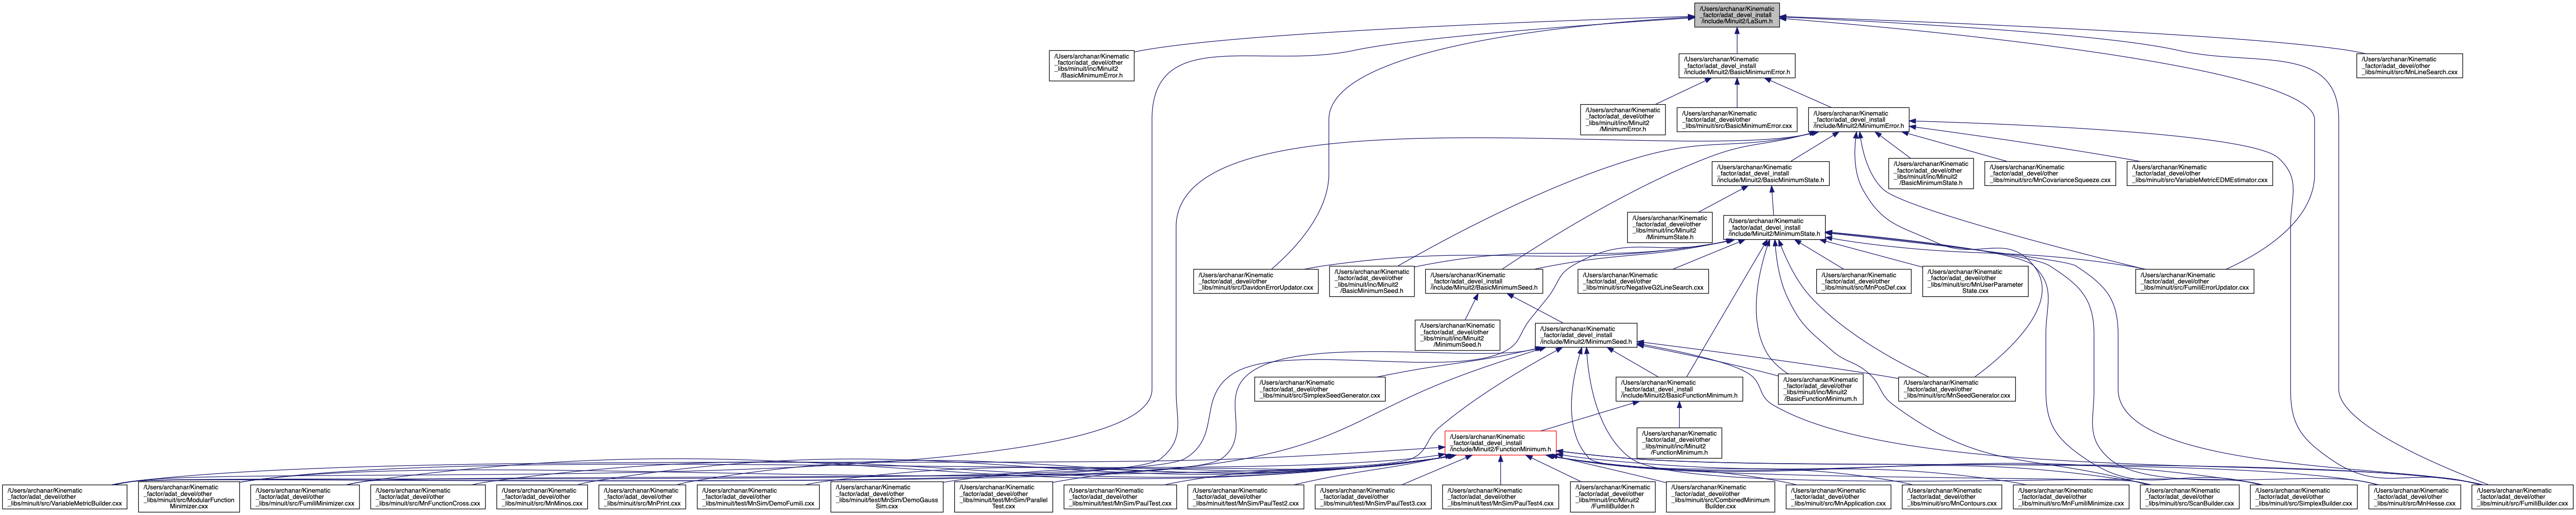 /Users/archanar/Kinematic
_factor/adat_devel_install
/include/Minuit2/LaSum.h
/Users/archanar/Kinematic
_factor/adat_devel/other
_libs/minuit/inc/Minuit2
/BasicMinimumError.h
/Users/archanar/Kinematic
_factor/adat_devel_install
/include/Minuit2/BasicMinimumError.h
/Users/archanar/Kinematic
_factor/adat_devel/other
_libs/minuit/src/MnLineSearch.cxx
/Users/archanar/Kinematic
_factor/adat_devel/other
_libs/minuit/inc/Minuit2
/MinimumError.h
/Users/archanar/Kinematic
_factor/adat_devel/other
_libs/minuit/src/BasicMinimumError.cxx
/Users/archanar/Kinematic
_factor/adat_devel_install
/include/Minuit2/MinimumError.h
/Users/archanar/Kinematic
_factor/adat_devel_install
/include/Minuit2/BasicMinimumState.h
/Users/archanar/Kinematic
_factor/adat_devel/other
_libs/minuit/inc/Minuit2
/BasicMinimumState.h
/Users/archanar/Kinematic
_factor/adat_devel/other
_libs/minuit/src/MnCovarianceSqueeze.cxx
/Users/archanar/Kinematic
_factor/adat_devel/other
_libs/minuit/src/VariableMetricEDMEstimator.cxx
/Users/archanar/Kinematic
_factor/adat_devel/other
_libs/minuit/inc/Minuit2
/MinimumState.h
/Users/archanar/Kinematic
_factor/adat_devel_install
/include/Minuit2/MinimumState.h
/Users/archanar/Kinematic
_factor/adat_devel/other
_libs/minuit/src/DavidonErrorUpdator.cxx
/Users/archanar/Kinematic
_factor/adat_devel/other
_libs/minuit/inc/Minuit2
/BasicMinimumSeed.h
/Users/archanar/Kinematic
_factor/adat_devel_install
/include/Minuit2/BasicMinimumSeed.h
/Users/archanar/Kinematic
_factor/adat_devel/other
_libs/minuit/src/NegativeG2LineSearch.cxx
/Users/archanar/Kinematic
_factor/adat_devel/other
_libs/minuit/src/MnPosDef.cxx
/Users/archanar/Kinematic
_factor/adat_devel/other
_libs/minuit/src/MnUserParameter
State.cxx
/Users/archanar/Kinematic
_factor/adat_devel/other
_libs/minuit/src/FumiliErrorUpdator.cxx
/Users/archanar/Kinematic
_factor/adat_devel/other
_libs/minuit/inc/Minuit2
/MinimumSeed.h
/Users/archanar/Kinematic
_factor/adat_devel_install
/include/Minuit2/MinimumSeed.h
/Users/archanar/Kinematic
_factor/adat_devel/other
_libs/minuit/src/SimplexSeedGenerator.cxx
/Users/archanar/Kinematic
_factor/adat_devel_install
/include/Minuit2/BasicFunctionMinimum.h
/Users/archanar/Kinematic
_factor/adat_devel/other
_libs/minuit/inc/Minuit2
/BasicFunctionMinimum.h
/Users/archanar/Kinematic
_factor/adat_devel/other
_libs/minuit/src/MnSeedGenerator.cxx
/Users/archanar/Kinematic
_factor/adat_devel_install
/include/Minuit2/FunctionMinimum.h
/Users/archanar/Kinematic
_factor/adat_devel/other
_libs/minuit/inc/Minuit2
/FunctionMinimum.h
/Users/archanar/Kinematic
_factor/adat_devel/other
_libs/minuit/src/VariableMetricBuilder.cxx
/Users/archanar/Kinematic
_factor/adat_devel/other
_libs/minuit/src/ModularFunction
Minimizer.cxx
/Users/archanar/Kinematic
_factor/adat_devel/other
_libs/minuit/src/FumiliMinimizer.cxx
/Users/archanar/Kinematic
_factor/adat_devel/other
_libs/minuit/src/MnFunctionCross.cxx
/Users/archanar/Kinematic
_factor/adat_devel/other
_libs/minuit/src/MnMinos.cxx
/Users/archanar/Kinematic
_factor/adat_devel/other
_libs/minuit/src/MnPrint.cxx
/Users/archanar/Kinematic
_factor/adat_devel/other
_libs/minuit/test/MnSim/DemoFumili.cxx
/Users/archanar/Kinematic
_factor/adat_devel/other
_libs/minuit/test/MnSim/DemoGauss
Sim.cxx
/Users/archanar/Kinematic
_factor/adat_devel/other
_libs/minuit/test/MnSim/Parallel
Test.cxx
/Users/archanar/Kinematic
_factor/adat_devel/other
_libs/minuit/test/MnSim/PaulTest.cxx
/Users/archanar/Kinematic
_factor/adat_devel/other
_libs/minuit/test/MnSim/PaulTest2.cxx
/Users/archanar/Kinematic
_factor/adat_devel/other
_libs/minuit/test/MnSim/PaulTest3.cxx
/Users/archanar/Kinematic
_factor/adat_devel/other
_libs/minuit/test/MnSim/PaulTest4.cxx
/Users/archanar/Kinematic
_factor/adat_devel/other
_libs/minuit/inc/Minuit2
/FumiliBuilder.h
/Users/archanar/Kinematic
_factor/adat_devel/other
_libs/minuit/src/CombinedMinimum
Builder.cxx
/Users/archanar/Kinematic
_factor/adat_devel/other
_libs/minuit/src/MnApplication.cxx
/Users/archanar/Kinematic
_factor/adat_devel/other
_libs/minuit/src/MnContours.cxx
/Users/archanar/Kinematic
_factor/adat_devel/other
_libs/minuit/src/MnFumiliMinimize.cxx
/Users/archanar/Kinematic
_factor/adat_devel/other
_libs/minuit/src/ScanBuilder.cxx
/Users/archanar/Kinematic
_factor/adat_devel/other
_libs/minuit/src/SimplexBuilder.cxx
/Users/archanar/Kinematic
_factor/adat_devel/other
_libs/minuit/src/MnHesse.cxx
/Users/archanar/Kinematic
_factor/adat_devel/other
_libs/minuit/src/FumiliBuilder.cxx